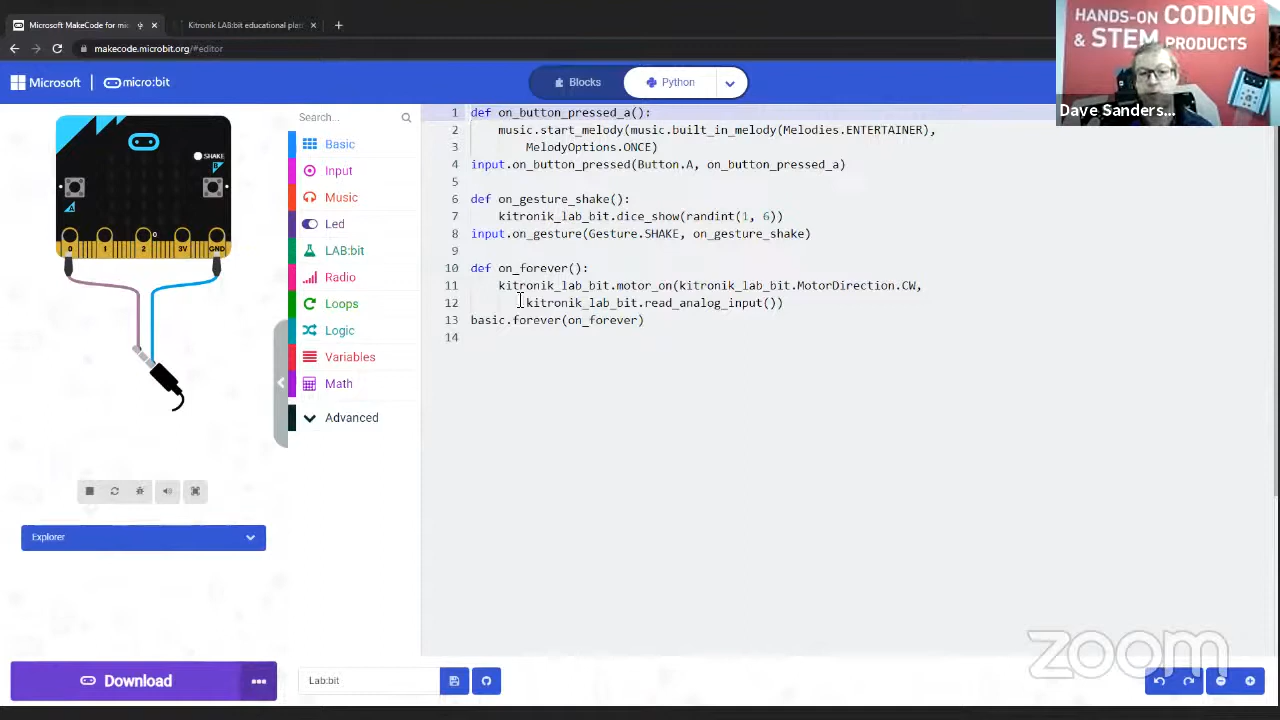 Microsoft MakeCode for mic
Kitronik LAB:bit educational plat
makecode.microbit.org/#editor
HANDS-ON CODING
& STEM PRODUCTS
Dave Sanders...
Microsoft
micro:bit
Blocks
Python
SHAKE
B
A
0 1 2 3V GND
0
Explorer
Download
Search...
Basic
Input
Music
Led
LAB:bit
Radio
Loops
Logic
Variables
Math
Advanced
1 def on_button_pressed_a():
2 music.start_melody(music.built_in_melody(Melodies.ENTERTAINER),
3 MelodyOptions.ONCE)
4 input.on_button_pressed(Button.A, on_button_pressed_a)
5
6 def on_gesture_shake():
7 kitronik_lab_bit.dice_show(randint(1, 6))
8 input.on_gesture(Gesture.SHAKE, on_gesture_shake)
9
10 def on_forever():
11 kitronik_lab_bit.motor_on(kitronik_lab_bit.MotorDirection.CW,
12 kitronik_lab_bit.read_analog_input())
13 basic.forever(on_forever)
14
Lab:bit
zoom